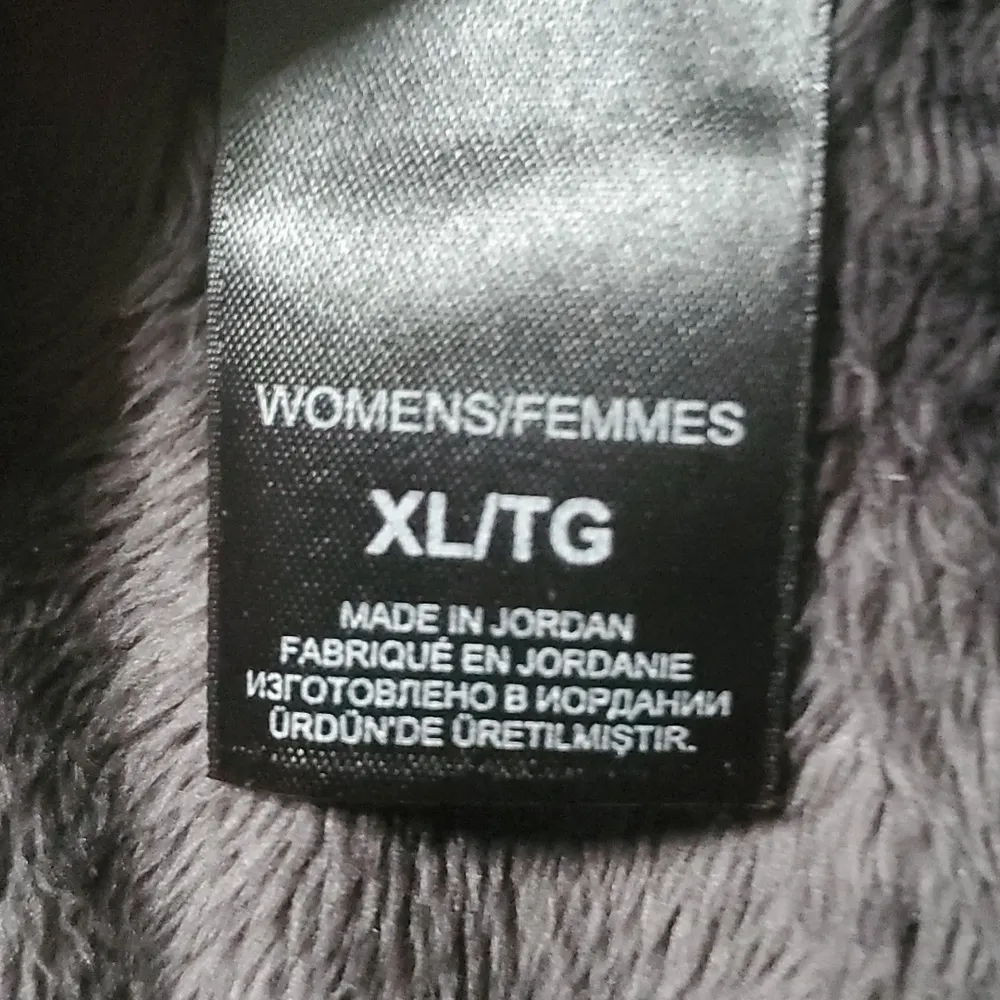 WOMENS/FEMMES
XL/TG
MADE IN JORDAN
FABRIQUÉ EN JORDANIE
ИЗГОТОВЛЕНО В ИОРДАНИИ
ÜRDÜN'DE ÜRETILMIŞTIR.